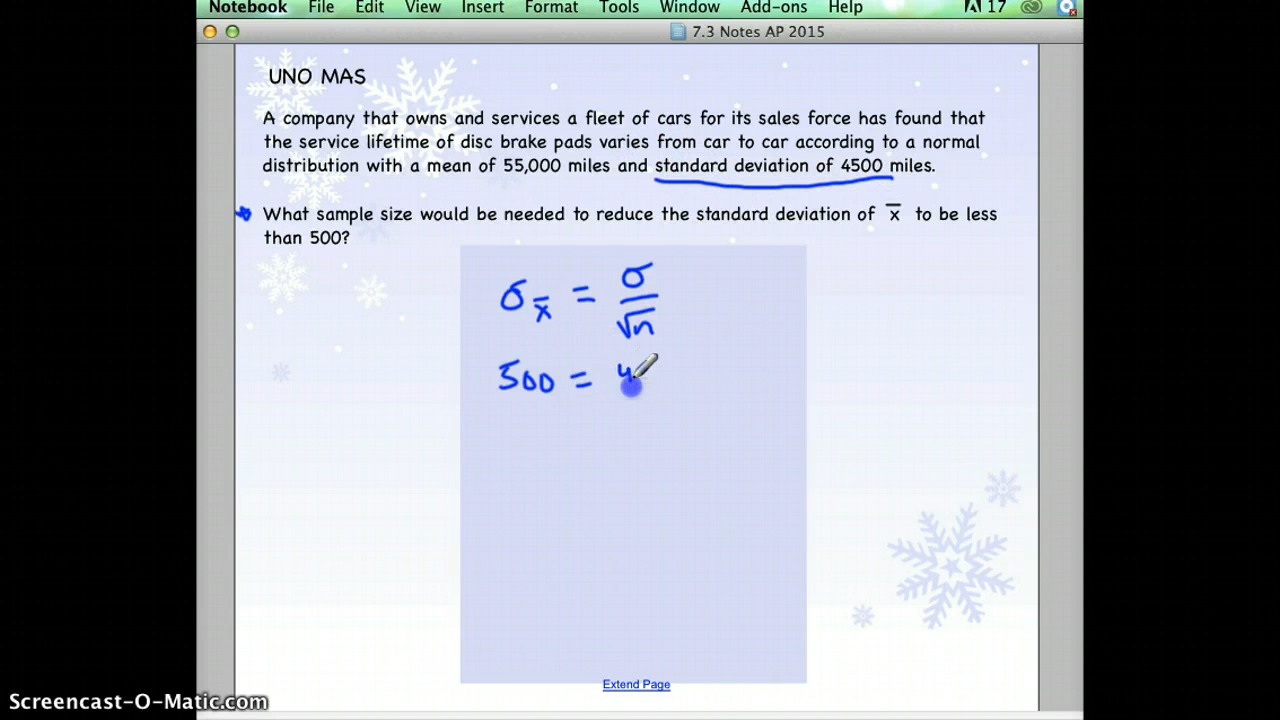 Notebook File Edit View Insert Format Tools Window Add-ons Help 17
7.3 Notes AP 2015
UNO MAS
A company that owns and services a fleet of cars for its sales force has found that
the service lifetime of disc brake pads varies from car to car according to a normal
distribution with a mean of 55,000 miles and standard deviation of 4500 miles.
What sample size would be needed to reduce the standard deviation of x̅ to be less
than 500?
σx̅ = σ/√n
500 = 4
Extend Page
Screencast-O-Matic.com